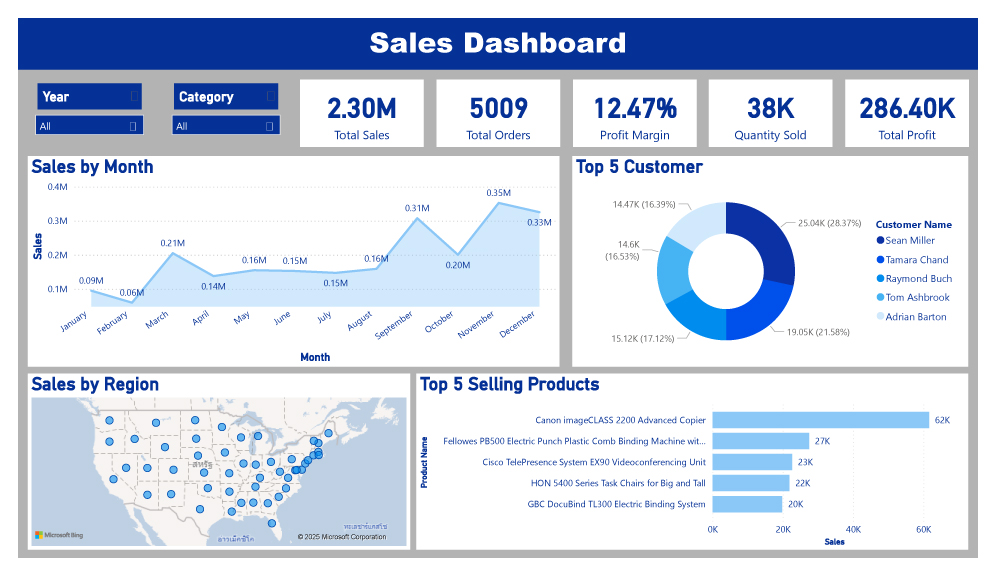 Sales Dashboard
Year
Category
All
All
2.30M
Total Sales
5009
Total Orders
12.47%
Profit Margin
38K
Quantity Sold
286.40K
Total Profit
Sales by Month
0.4M
0.3M
0.2M
0.1M
Sales
0.09M
0.06M
0.21M
0.14M
0.16M
0.15M
0.15M
0.16M
0.31M
0.20M
0.35M
0.33M
January
February
March
April
May
June
July
August
September
October
November
December
Month
Top 5 Customer
14.47K (16.39%)
25.04K (28.37%)
14.6K
(16.53%)
15.12K (17.12%)
19.05K (21.58%)
Customer Name
Sean Miller
Tamara Chand
Raymond Buch
Tom Ashbrook
Adrian Barton
Sales by Region
สหรัฐ
อ่าวเม็กซิโก
Microsoft Bing
© 2025 Microsoft Corporation
Top 5 Selling Products
Product Name
Canon imageCLASS 2200 Advanced Copier
62K
Fellowes PB500 Electric Punch Plastic Comb Binding Machine wit...
27K
Cisco TelePresence System EX90 Videoconferencing Unit
23K
HON 5400 Series Task Chairs for Big and Tall
22K
GBC DocuBind TL300 Electric Binding System
20K
0K
20K
40K
60K
Sales